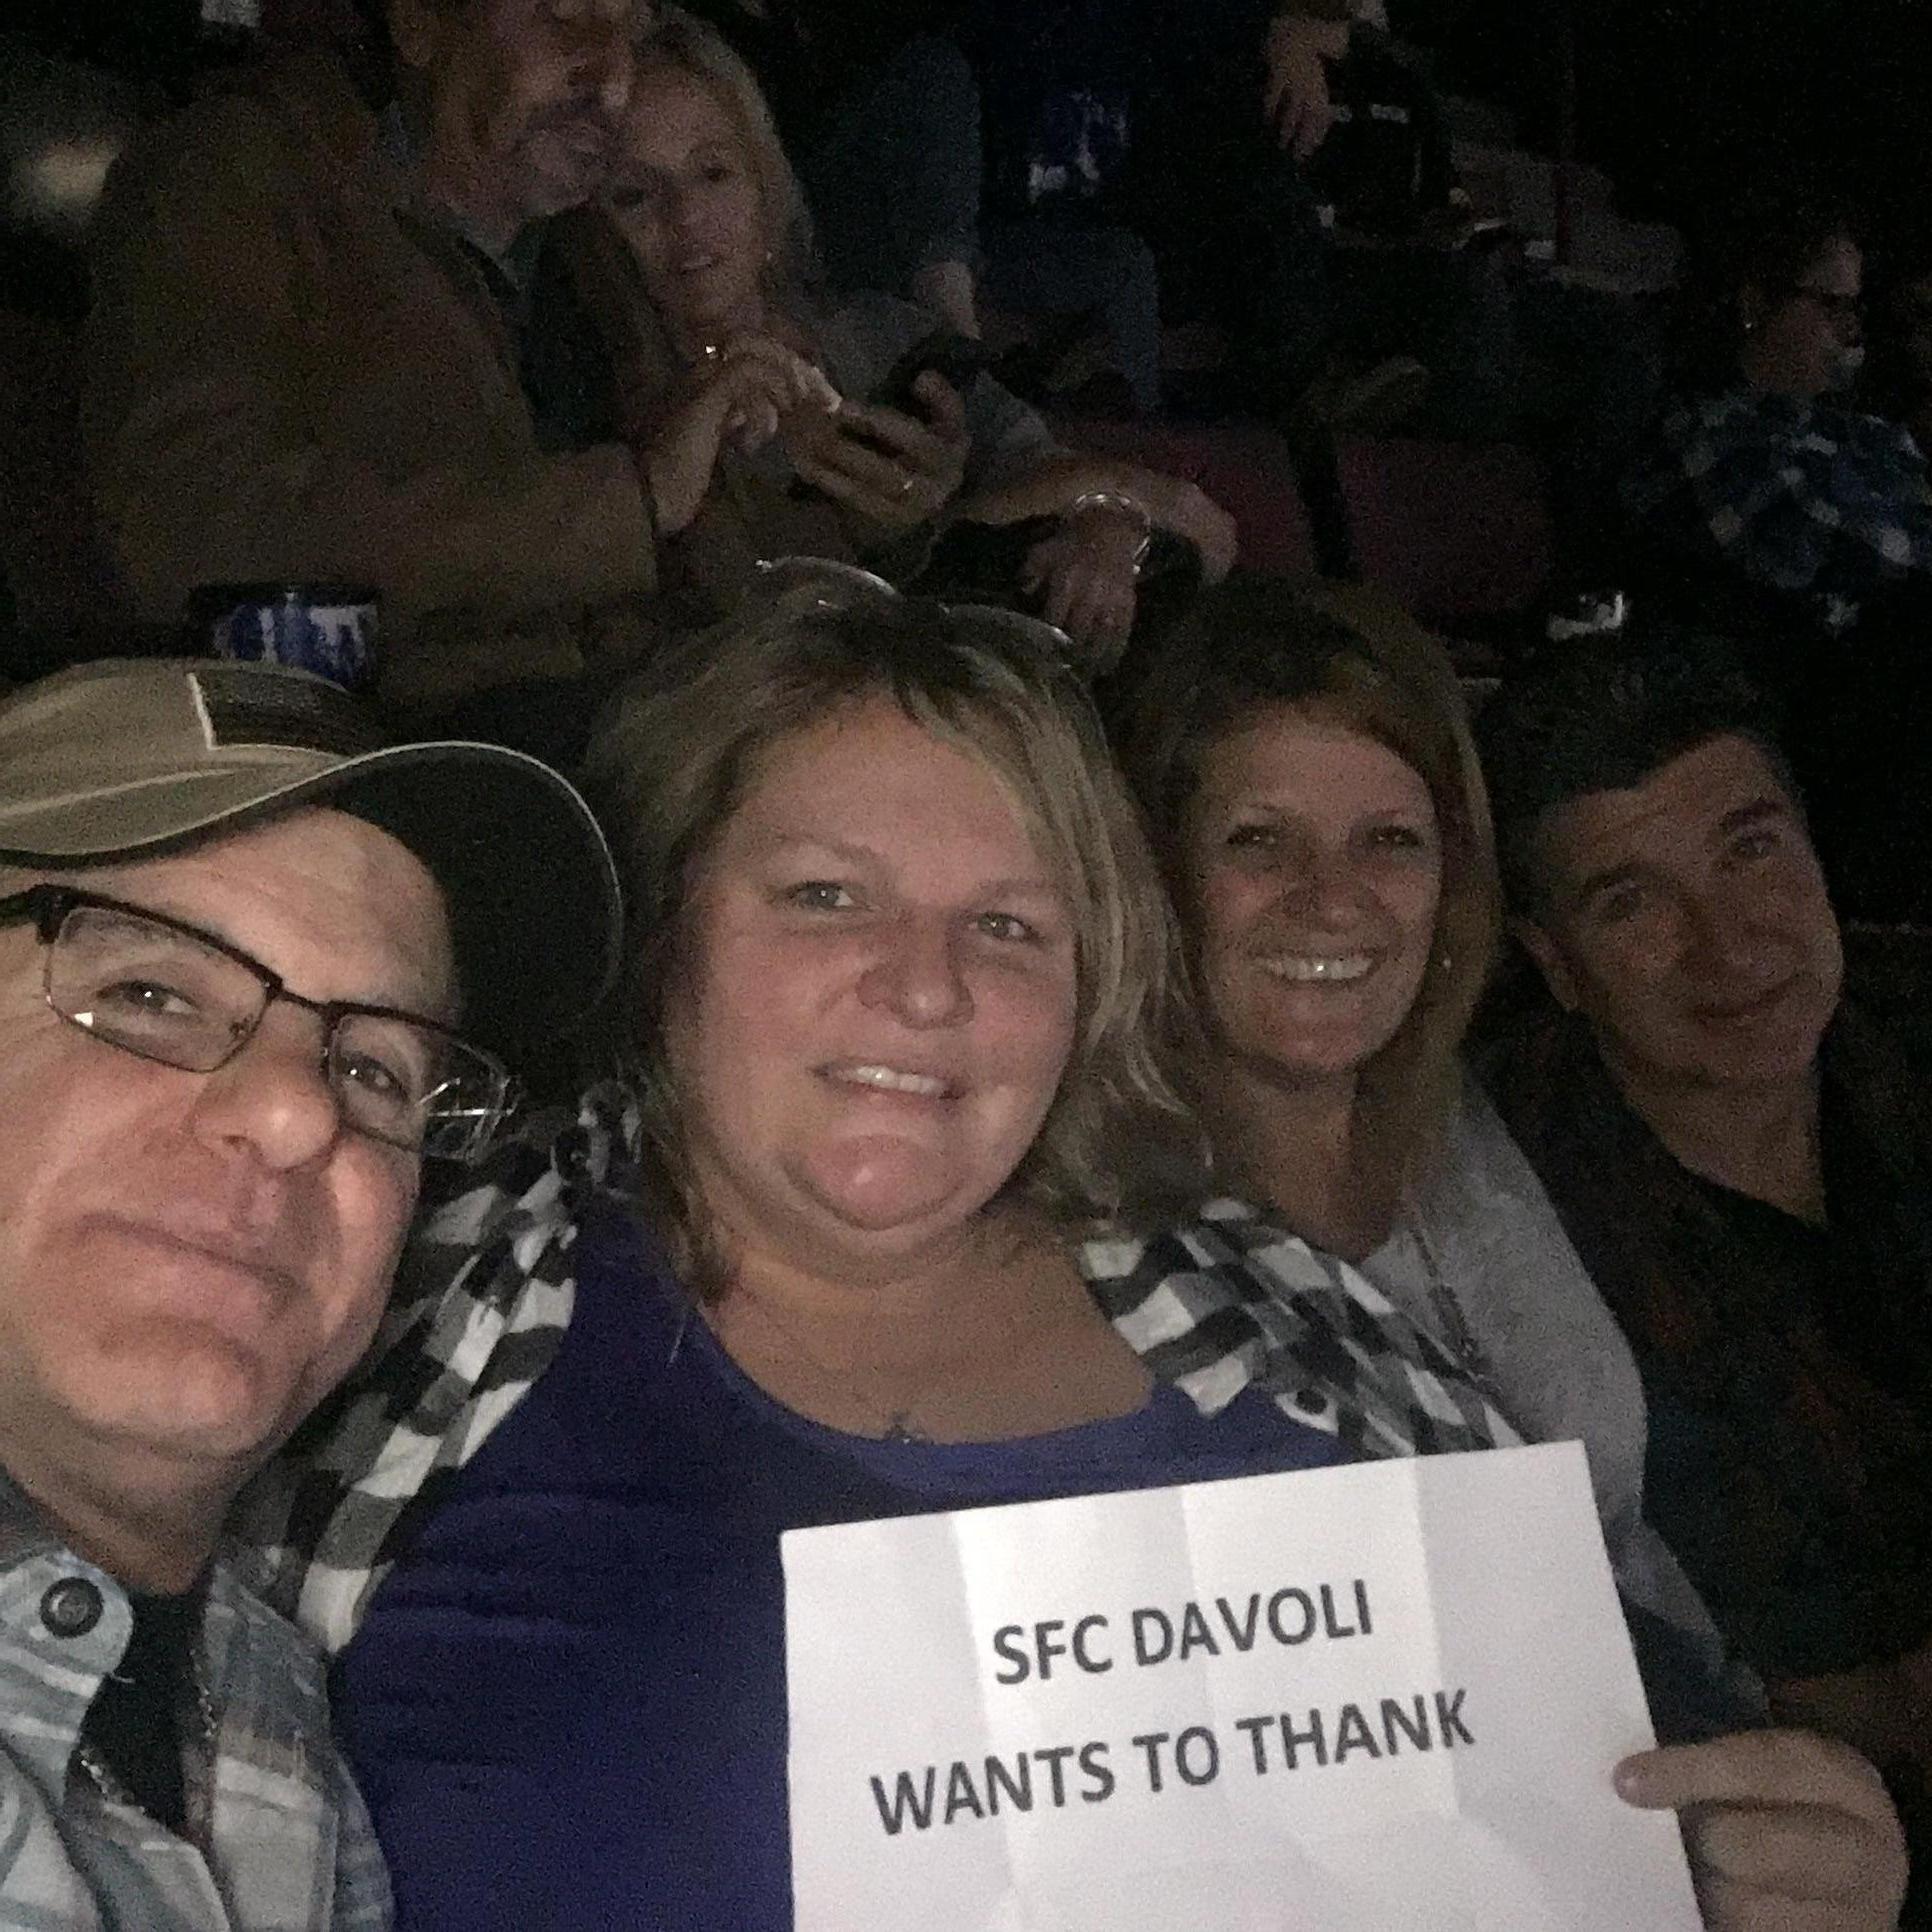 SFC DAVOLI
WANTS TO THANK